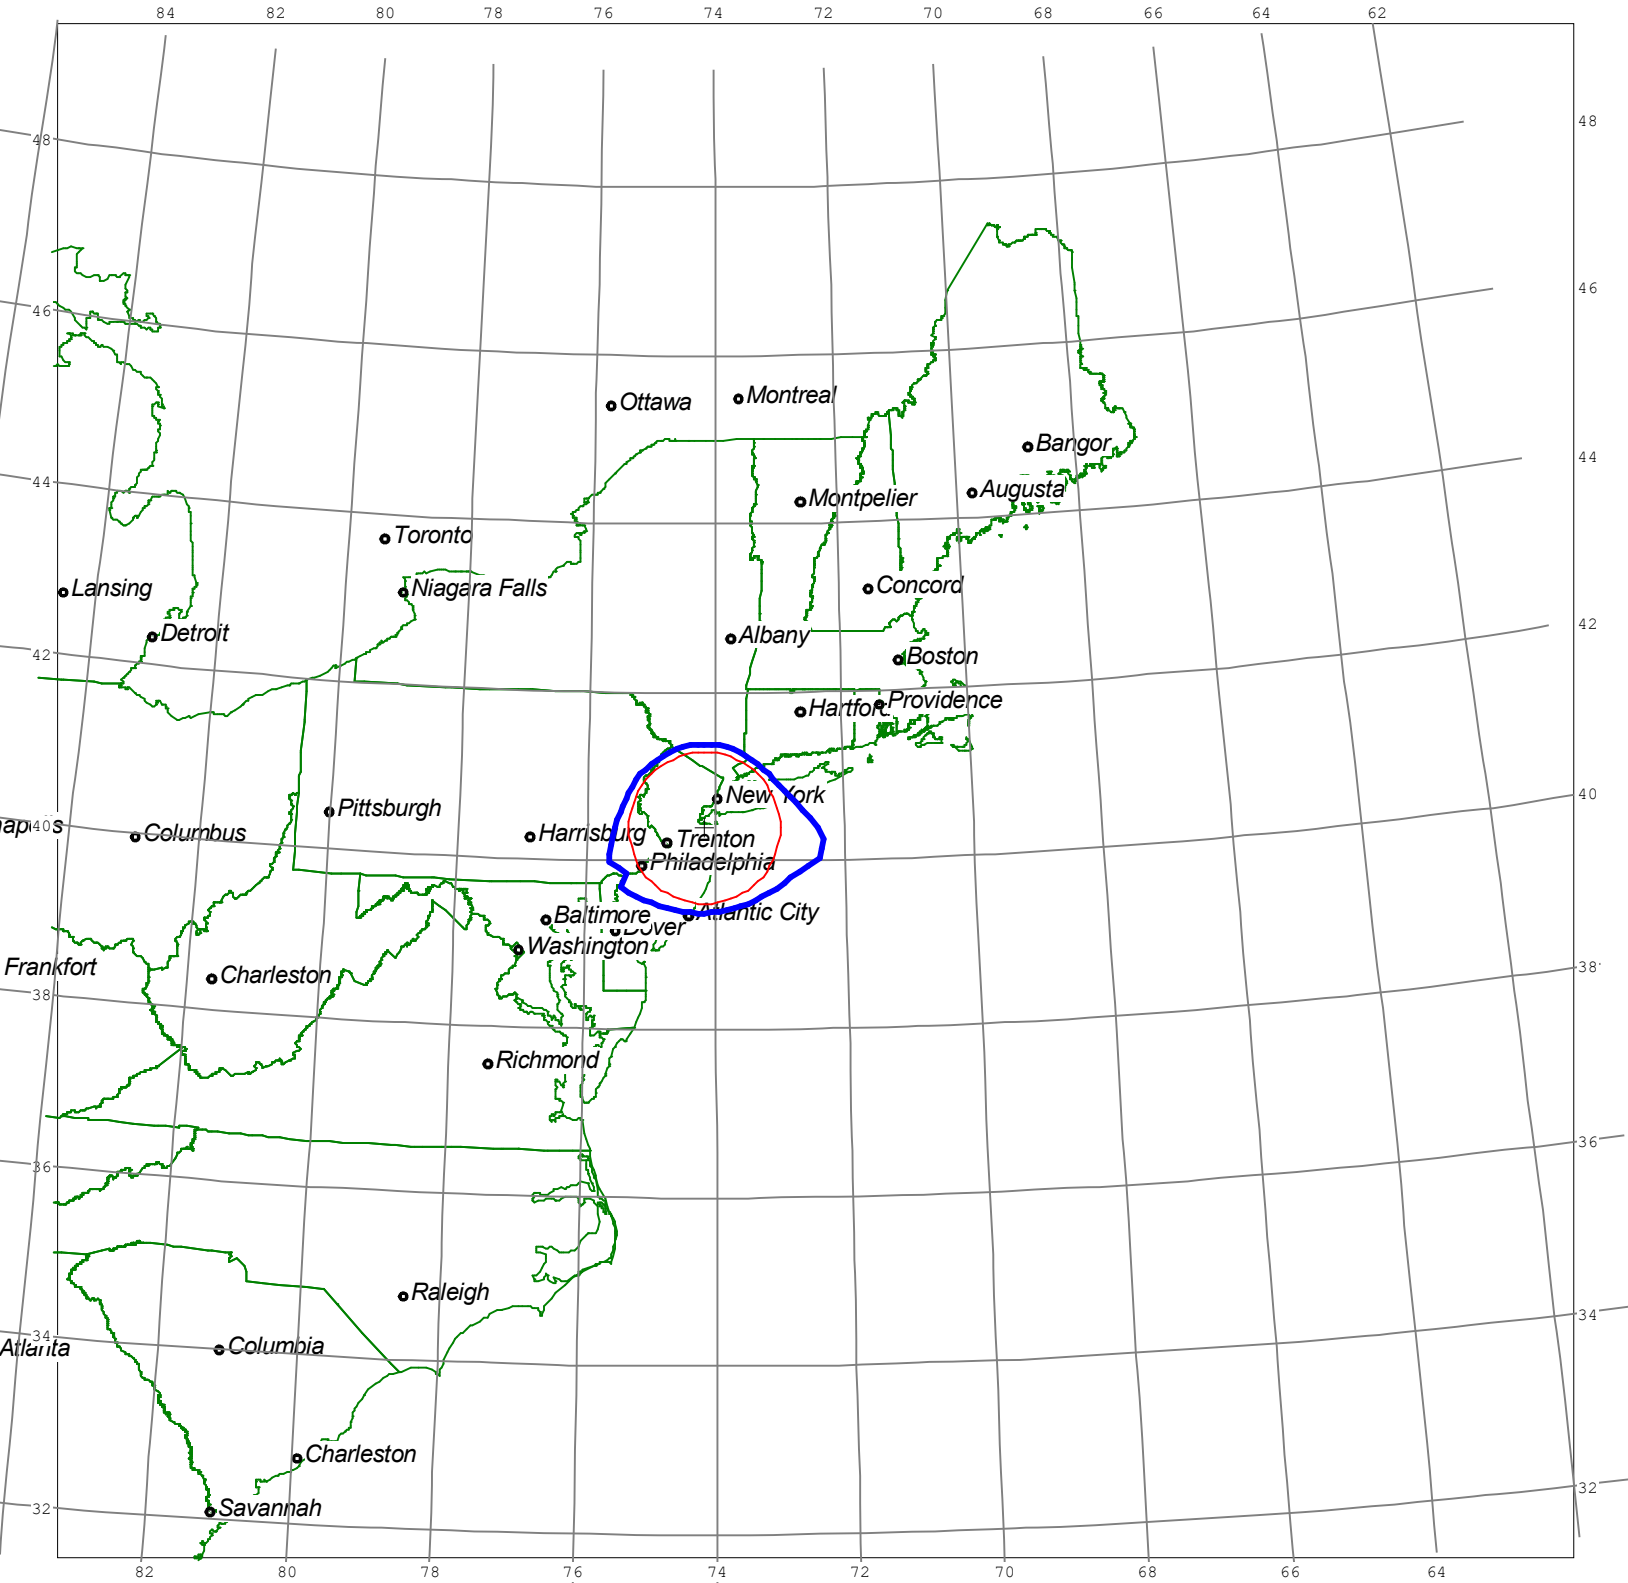 84 82 80 78 76 74 72 70 68 66 64 62
48 48
46 46
Ottawa Montreal
Bangor
44 44
Augusta
Montpelier
Toronto
Lansing Niagara Falls Concord
Detroit Albany 42
42 Boston
Hartford Providence
New York 40
Pittsburgh
40 Columbus Harrisburg Trenton
Philadelphia
Baltimore Atlantic City
Dover
Washington
Frankfort Charleston 38
38
Richmond
36
36
Raleigh
34
34
Atlanta Columbia
Charleston
32
32 Savannah
82 80 78 76 74 72 70 68 66 64